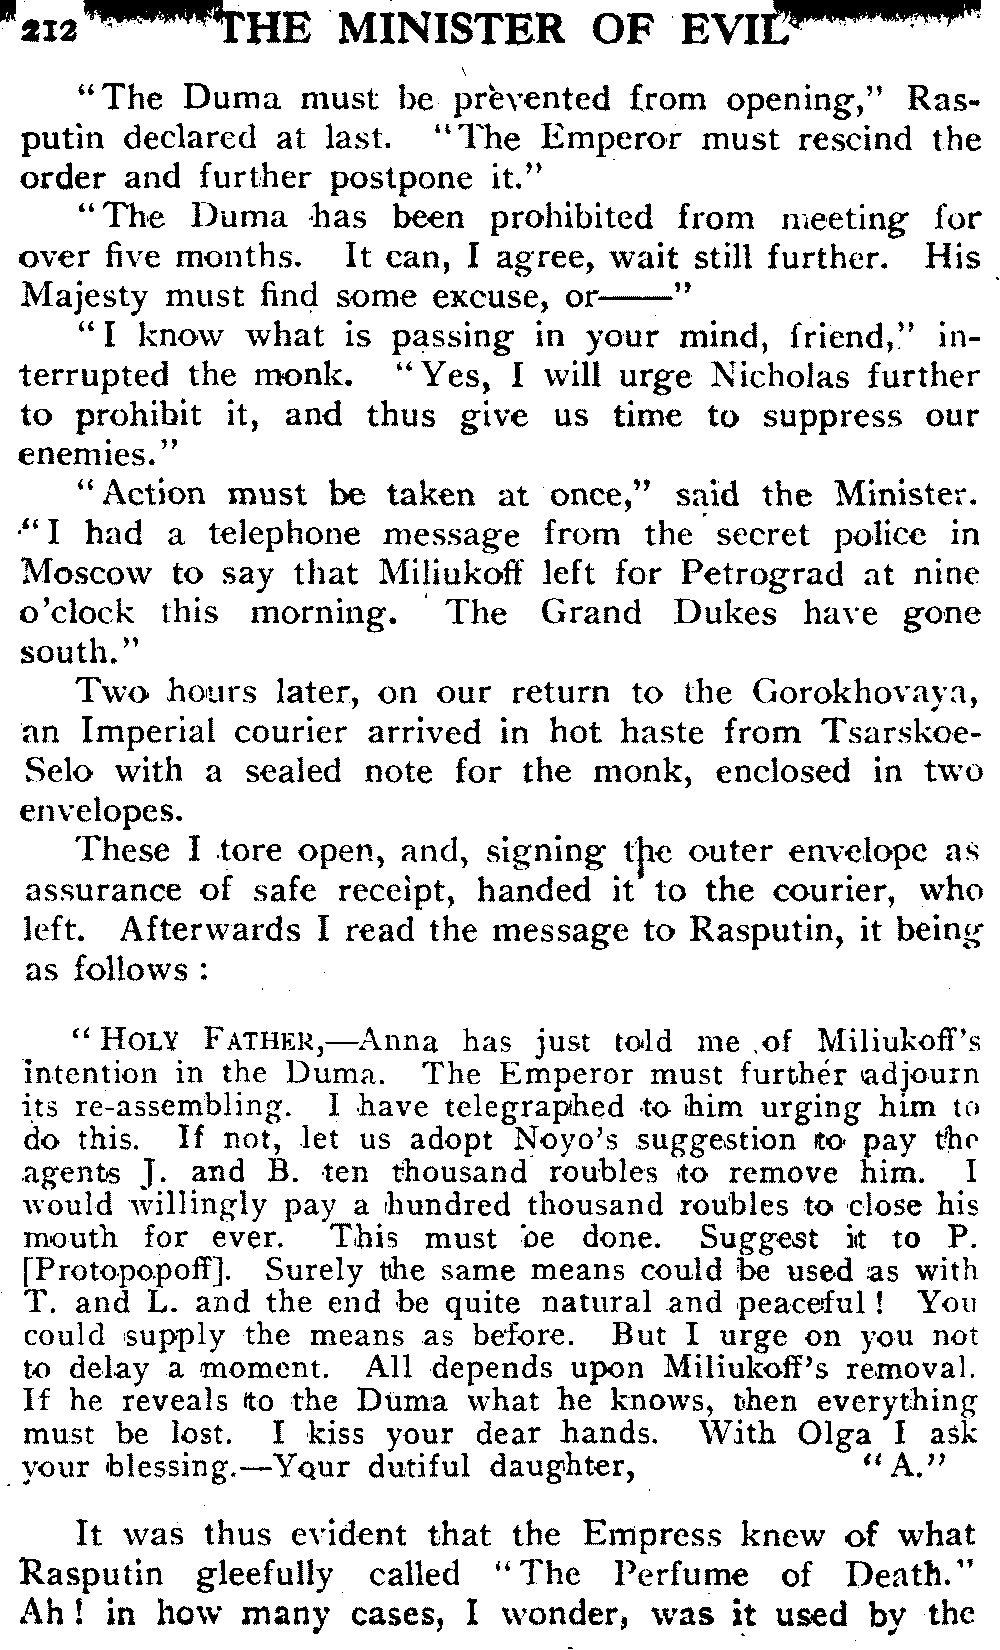 212 THE MINISTER OF EVIL
“The Duma must be prevented from opening,” Ras-
putin declared at last. “The Emperor must rescind the
order and further postpone it.”
“The Duma has been prohibited from meeting for
over five months. It can, I agree, wait still further. His
Majesty must find some excuse, or——”
“I know what is passing in your mind, friend,” in-
terrupted the monk. “Yes, I will urge Nicholas further
to prohibit it, and thus give us time to suppress our
enemies.”
“Action must be taken at once,” said the Minister.
“I had a telephone message from the secret police in
Moscow to say that Miliukoff left for Petrograd at nine
o'clock this morning. The Grand Dukes have gone
south.”
Two hours later, on our return to the Gorokhovaya,
an Imperial courier arrived in hot haste from Tsarskoe-
Selo with a sealed note for the monk, enclosed in two
envelopes.
These I tore open, and, signing the outer envelope as
assurance of safe receipt, handed it to the courier, who
left. Afterwards I read the message to Rasputin, it being
as follows :
“HOLY FATHER,—Anna has just told me of Miliukoff's
intention in the Duma. The Emperor must further adjourn
its re-assembling. I have telegraphed to him urging him to
do this. If not, let us adopt Noyo's suggestion to pay the
agents J. and B. ten thousand roubles to remove him. I
would willingly pay a hundred thousand roubles to close his
mouth for ever. This must be done. Suggest it to P.
[Protopopoff]. Surely the same means could be used as with
T. and L. and the end be quite natural and peaceful ! You
could supply the means as before. But I urge on you not
to delay a moment. All depends upon Miliukoff's removal.
If he reveals to the Duma what he knows, then everything
must be lost. I kiss your dear hands. With Olga I ask
your blessing.—Your dutiful daughter, “A.”
It was thus evident that the Empress knew of what
Rasputin gleefully called “The Perfume of Death.”
Ah ! in how many cases, I wonder, was it used by the